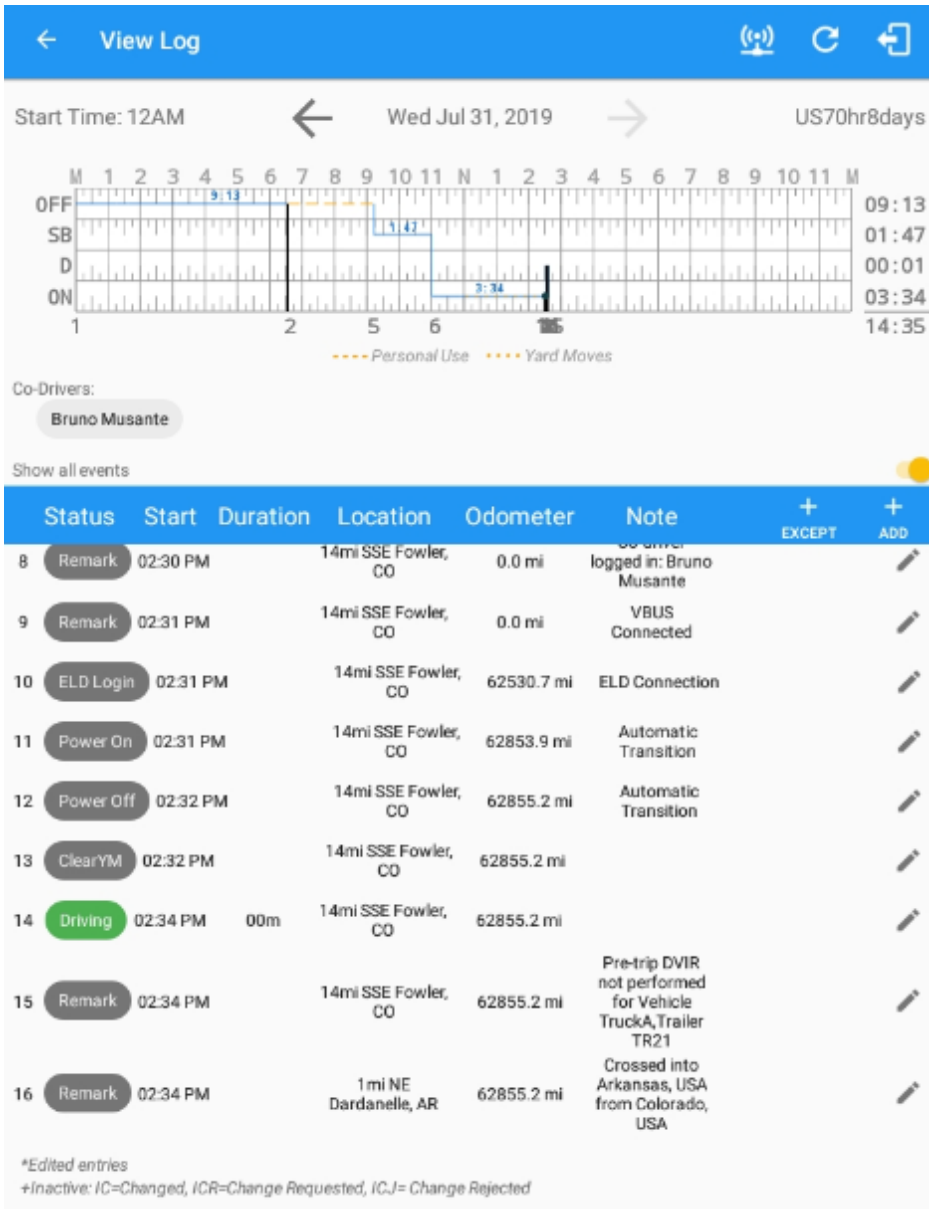 View Log
Start Time: 12AM
Wed Jul 31, 2019
US70hr8days
M 1 2 3 4 5 6 7 8 9 10 11 N 1 2 3 4 5 6 7 8 9 10 11 M
OFF 9:13 09:13
SB 1:47 01:47
D 00:01
ON 3:34 03:34
1 2 5 6 14:35
Personal Use Yard Moves
Co-Drivers:
Bruno Musante
Show all events
Status Start Duration Location Odometer Note + EXCEPT + ADD
8 Remark 02:30 PM 14mi SSE Fowler, CO 0.0 mi Co-driver logged in: Bruno Musante
9 Remark 02:31 PM 14mi SSE Fowler, CO 0.0 mi VBUS Connected
10 ELD Login 02:31 PM 14mi SSE Fowler, CO 62530.7 mi ELD Connection
11 Power On 02:31 PM 14mi SSE Fowler, CO 62853.9 mi Automatic Transition
12 Power Off 02:32 PM 14mi SSE Fowler, CO 62855.2 mi Automatic Transition
13 ClearYM 02:32 PM 14mi SSE Fowler, CO 62855.2 mi
14 Driving 02:34 PM 00m 14mi SSE Fowler, CO 62855.2 mi
15 Remark 02:34 PM 14mi SSE Fowler, CO 62855.2 mi Pre-trip DVIR not performed for Vehicle TruckA,Trailer TR21
16 Remark 02:34 PM 1mi NE Dardanelle, AR 62855.2 mi Crossed into Arkansas, USA from Colorado, USA
*Edited entries
+Inactive: IC=Changed, ICR=Change Requested, ICJ= Change Rejected